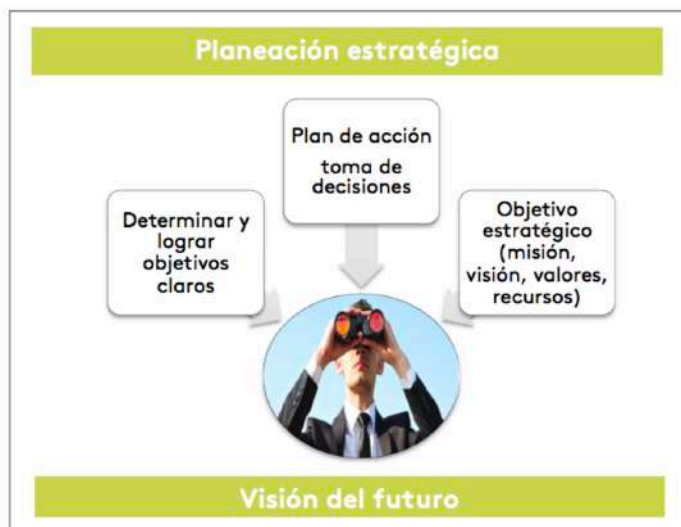 Planeación estratégica
Plan de acción
toma de
decisiones
Determinar y
lograr
objetivos
claros
Objetivo
estratégico
(misión,
visión, valores,
recursos)
Visión del futuro